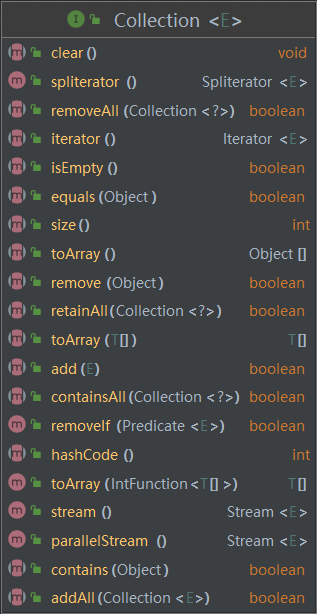 I Collection <E>
m clear() void
m spliterator () Spliterator <E>
m removeAll(Collection <?>) boolean
m iterator () Iterator <E>
m isEmpty() boolean
m equals(Object) boolean
m size() int
m toArray() Object []
m remove (Object) boolean
m retainAll(Collection <?>) boolean
m toArray(T[]) T[]
m add(E) boolean
m containsAll(Collection <?>) boolean
m removeIf (Predicate <E>) boolean
m hashCode () int
m toArray(IntFunction<T[] >) T[]
m stream() Stream <E>
m parallelStream () Stream <E>
m contains(Object) boolean
m addAll(Collection <E>) boolean